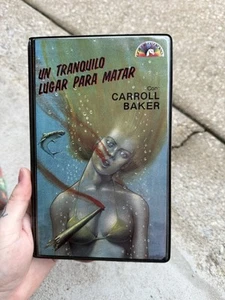 UN TRANQUILO
LUGAR PARA MATAR
Con:
CARROLL
BAKER